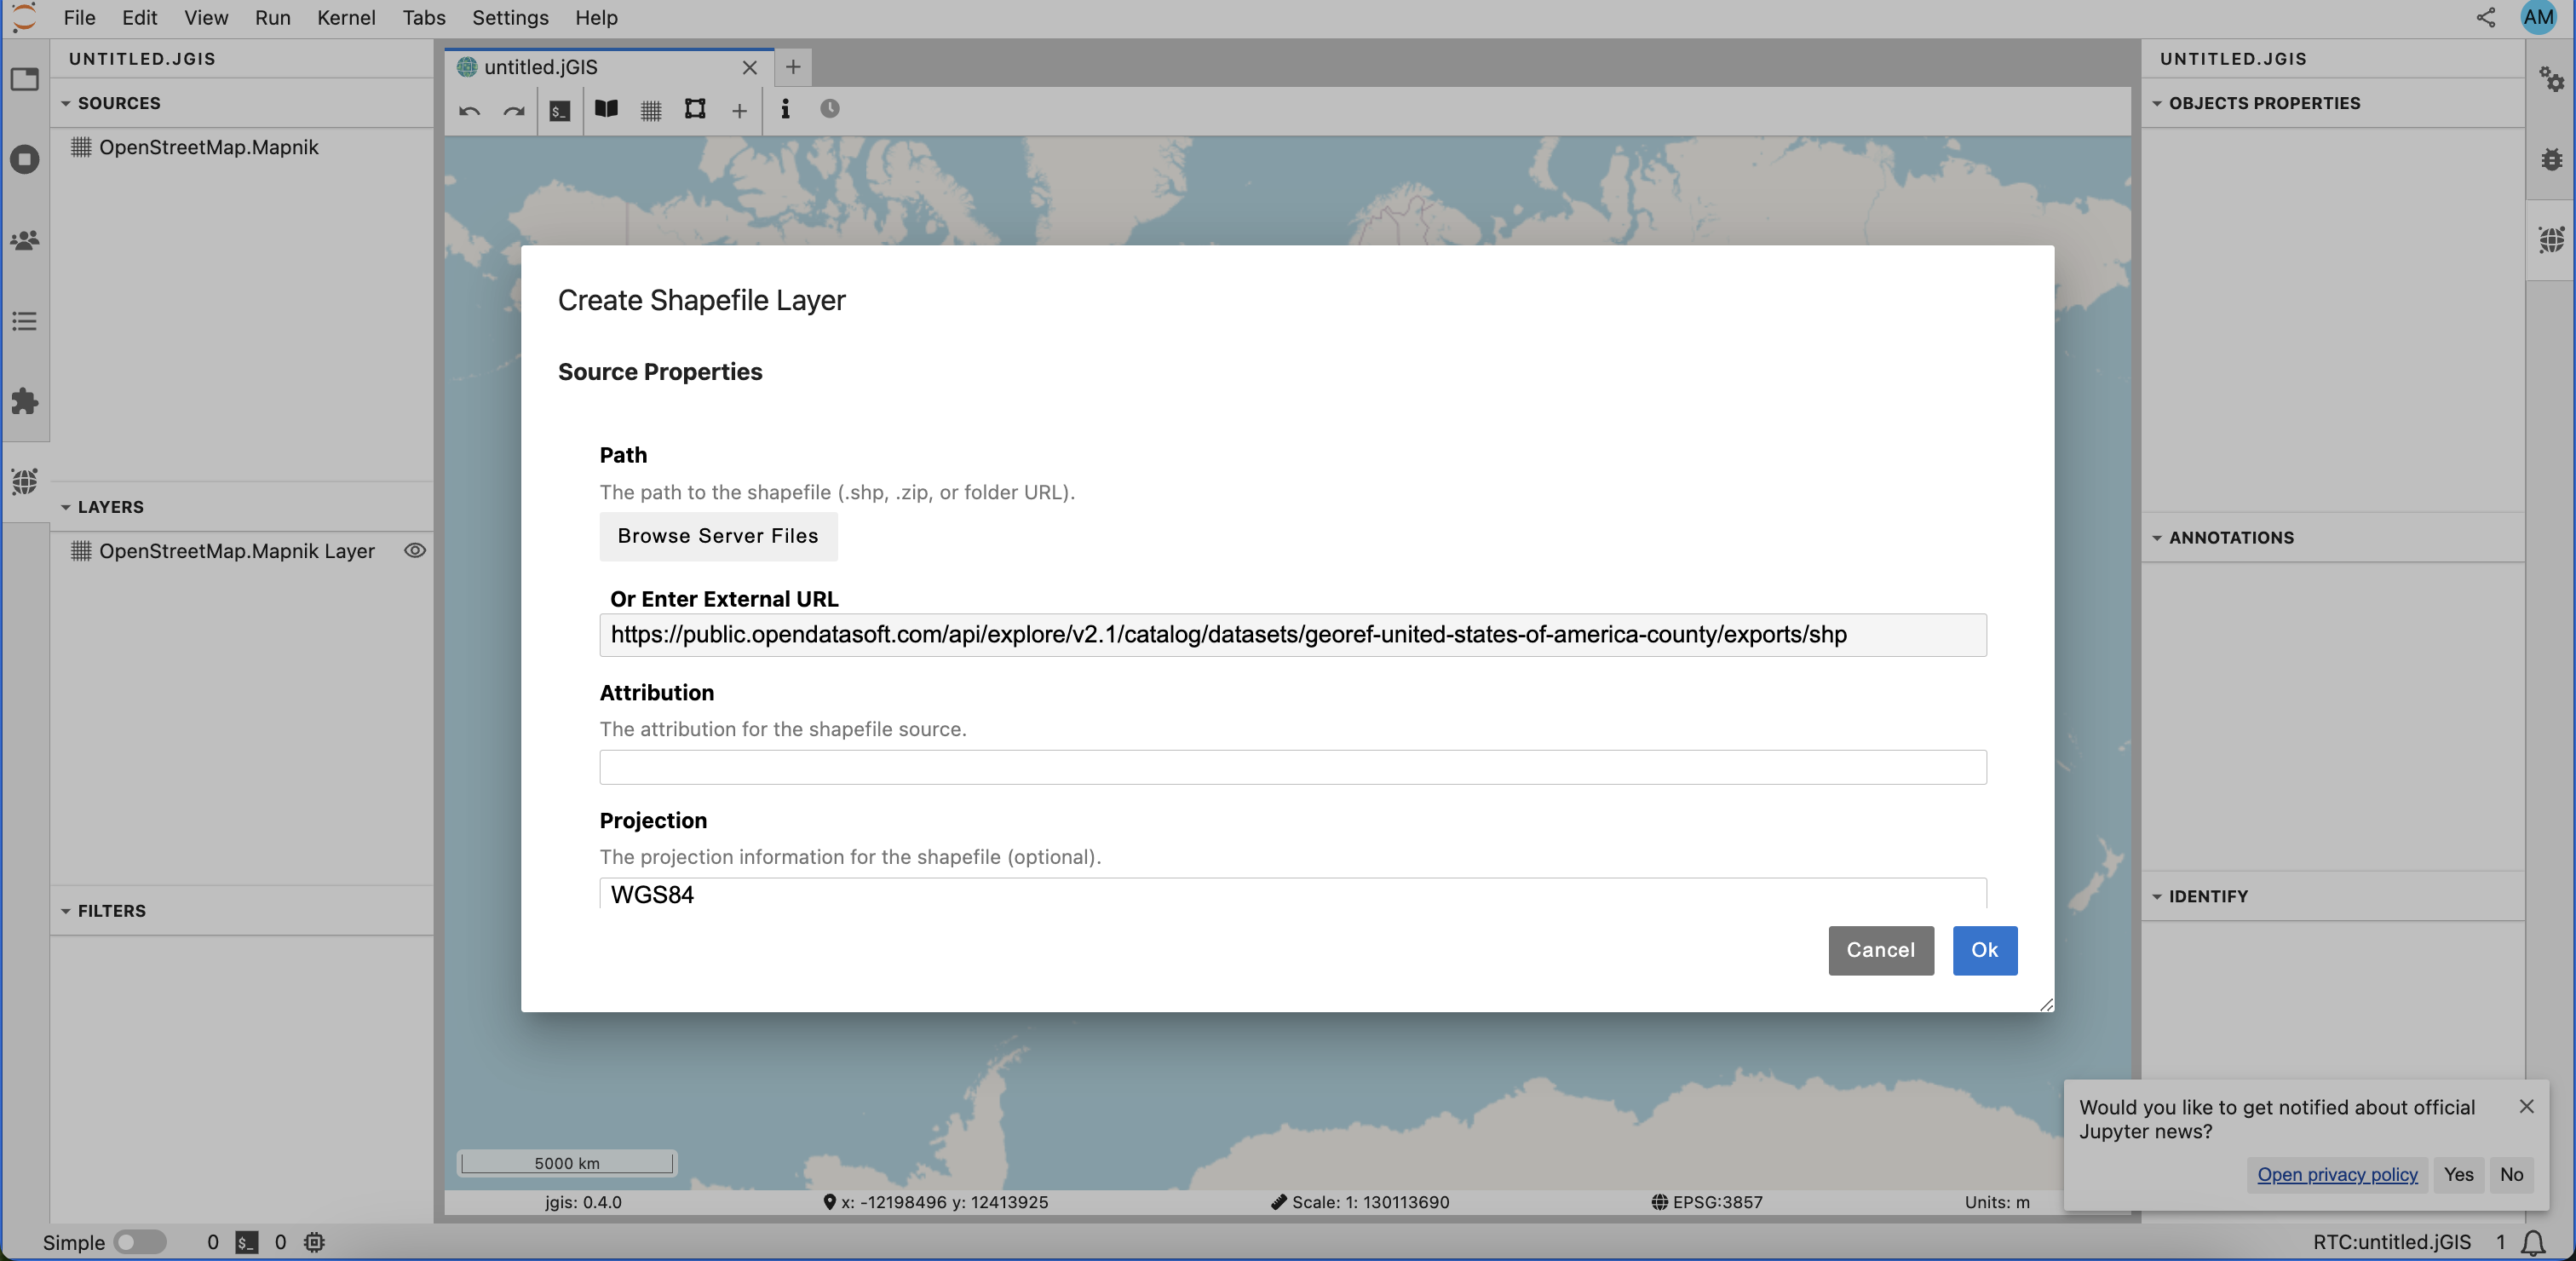 File Edit View Run Kernel Tabs Settings Help
AM
UNTITLED.JGIS
SOURCES
OpenStreetMap.Mapnik
LAYERS
OpenStreetMap.Mapnik Layer
FILTERS
untitled.jGIS
Create Shapefile Layer
Source Properties
Path
The path to the shapefile (.shp, .zip, or folder URL).
Browse Server Files
Or Enter External URL
https://public.opendatasoft.com/api/explore/v2.1/catalog/datasets/georef-united-states-of-america-county/exports/shp
Attribution
The attribution for the shapefile source.
Projection
The projection information for the shapefile (optional).
WGS84
Cancel Ok
5000 km
jgis: 0.4.0 x: -12198496 y: 12413925 Scale: 1: 130113690 EPSG:3857 Units: m
UNTITLED.JGIS
OBJECTS PROPERTIES
ANNOTATIONS
IDENTIFY
Would you like to get notified about official
Jupyter news?
Open privacy policy Yes No
Simple 0 $_ 0 RTC:untitled.jGIS 1